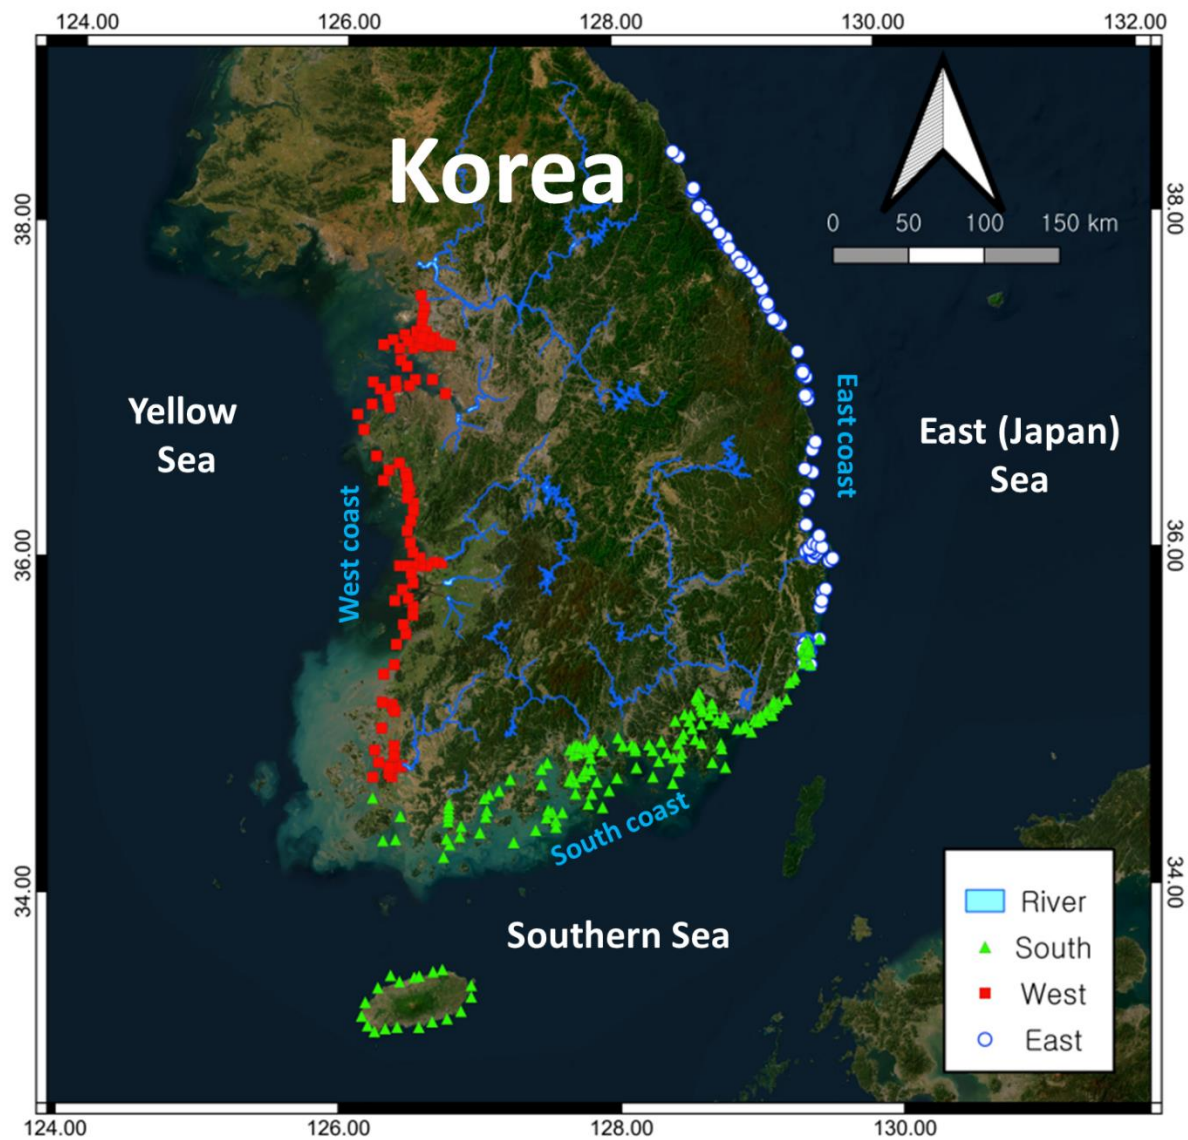 124.00 126.00 128.00 130.00 132.00
Korea
38.00
38.00
0 50 100 150 km
Yellow
Sea
East coast
East (Japan)
Sea
West coast
36.00
36.00
South coast
34.00
34.00
Southern Sea
River
South
West
East
124.00 126.00 128.00 130.00